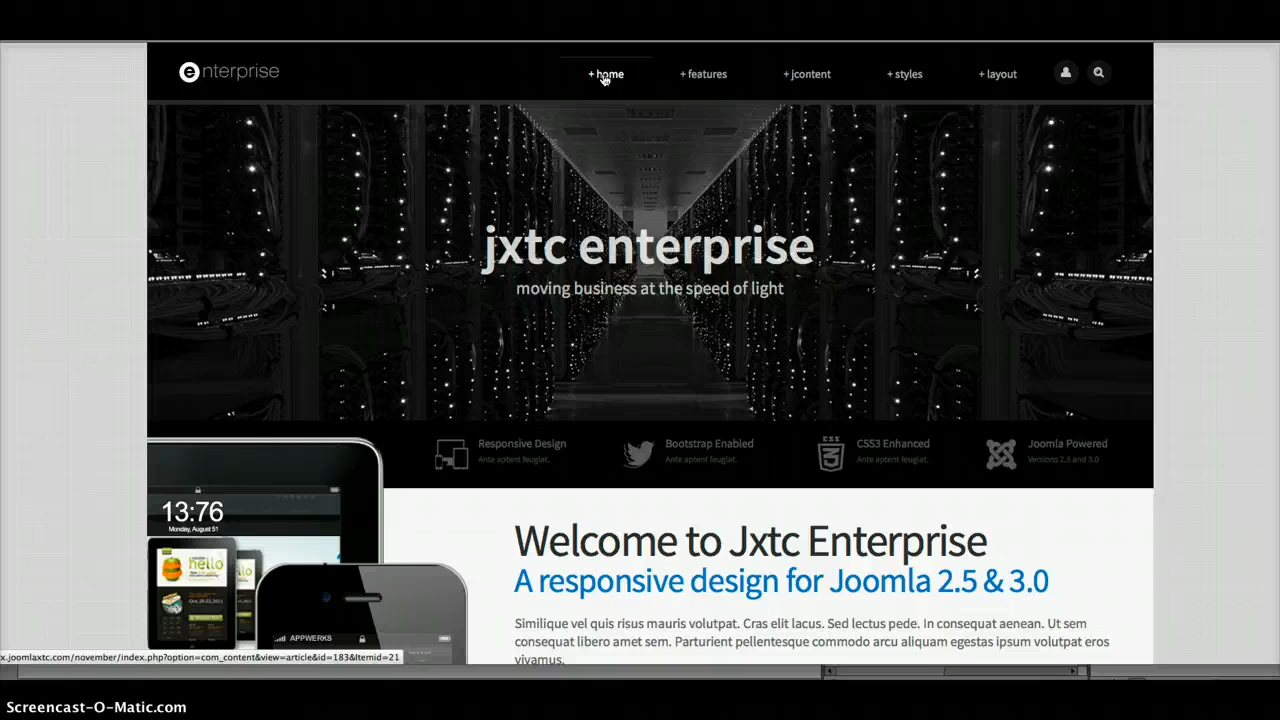 enterprise
+ home
+ features
+ jcontent
+ styles
+ layout
jxtc enterprise
moving business at the speed of light
Responsive Design
Ante aptent feugiat.
Bootstrap Enabled
Ante aptent feugiat.
CSS3 Enhanced
Ante aptent feugiat.
Joomla Powered
Versions 2.5 and 3.0
13:76
Monday, August 51
hello
APPWERKS
Welcome to Jxtc Enterprise
A responsive design for Joomla 2.5 & 3.0
Similique vel quis risus mauris volutpat. Cras elit lacus. Sed lectus pede. In consequat aenean. Ut sem
consequat libero amet sem. Parturient pellentesque commodo arcu aliquam egestas ipsum volutpat eros
vivamus.
x.joomlaxtc.com/november/index.php?option=com_content&view=article&id=183&Itemid=21
Screencast-O-Matic.com